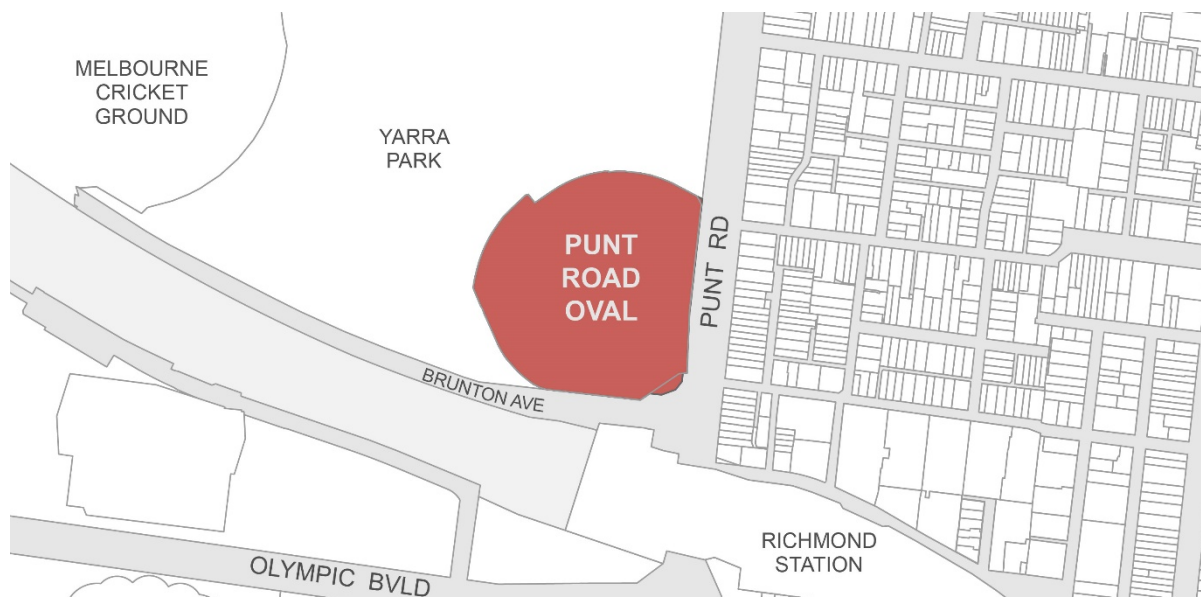 MELBOURNE
CRICKET
GROUND
YARRA
PARK
PUNT
ROAD
OVAL
PUNT RD
BRUNTON AVE
RICHMOND
STATION
OLYMPIC BVLD